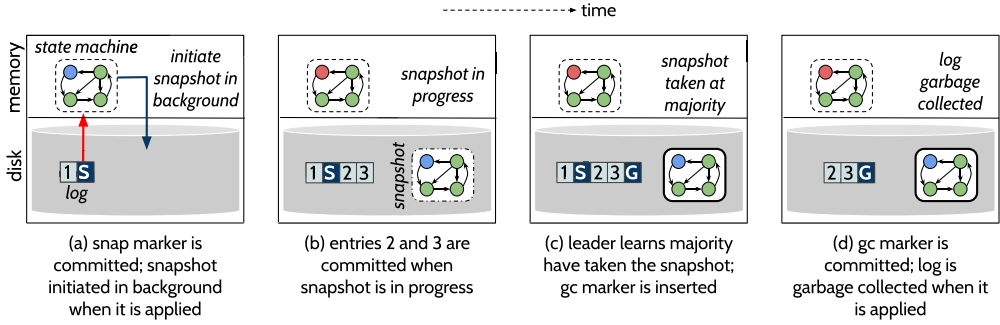 time
memory
disk
state machine
initiate
snapshot in
background
1 S
log
(a) snap marker is
committed; snapshot
initiated in background
when it is applied
snapshot in
progress
1 S 2 3
snapshot
(b) entries 2 and 3 are
committed when
snapshot is in progress
snapshot
taken at
majority
1 S 2 3 G
(c) leader learns majority
have taken the snapshot;
gc marker is inserted
log
garbage
collected
2 3 G
(d) gc marker is
committed; log is
garbage collected when it
is applied